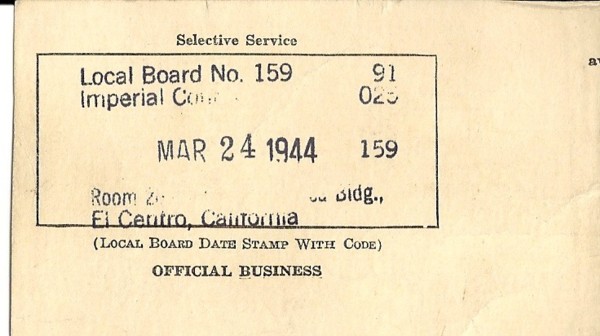 Selective Service
Local Board No. 159 91
Imperial
MAR 24 1944 159
Room Bldg.,
El Centro, California
(LOCAL BOARD DATE STAMP WITH CODE)
OFFICIAL BUSINESS